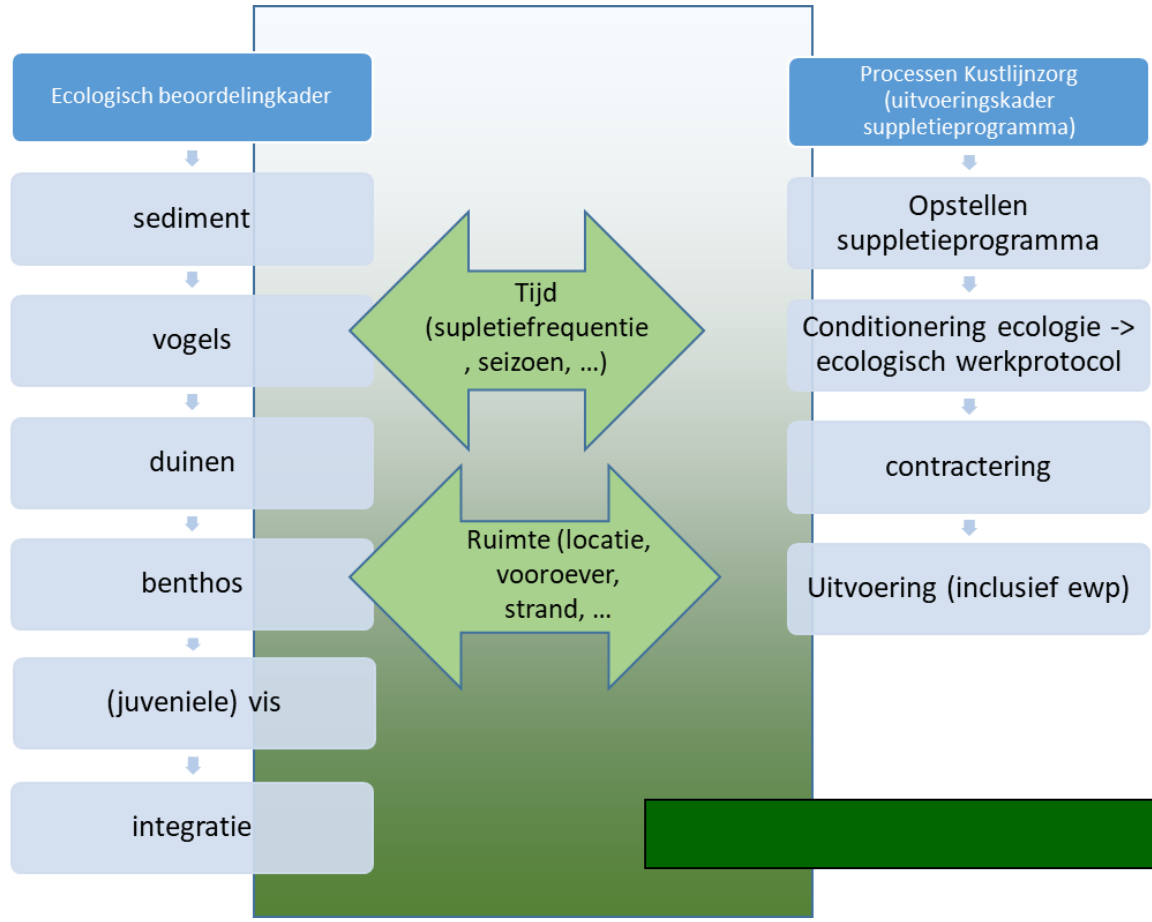 Ecologisch beoordelingkader
sediment
vogels
duinen
benthos
(juveniele) vis
integratie
Tijd
(supletiefrequentie
, seizoen, ...)
Ruimte (locatie,
vooroever,
strand, ...
Processen Kustlijnzorg
(uitvoeringskader
suppletieprogramma)
Opstellen
suppletieprogramma
Conditionering ecologie ->
ecologisch werkprotocol
contractering
Uitvoering (inclusief ewp)